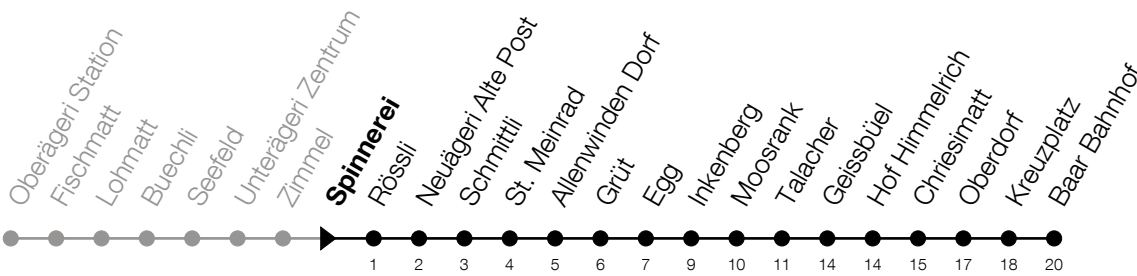 Oberägeri Station
Fischmatt
Lohmatt
Buechli
Seefeld
Unterägeri Zentrum
Zimmel
Spinnerei
Rössli
Neuägeri Alte Post
Schmittli
St. Meinrad
Allenwinden Dorf
Grüt
Egg
Inkenberg
Moosrank
Talacher
Geissbüel
Hof Himmelrich
Chriesimatt
Oberdorf
Kreuzplatz
Baar Bahnhof
1 2 3 4 5 6 7 9 10 11 14 14 15 17 18 20